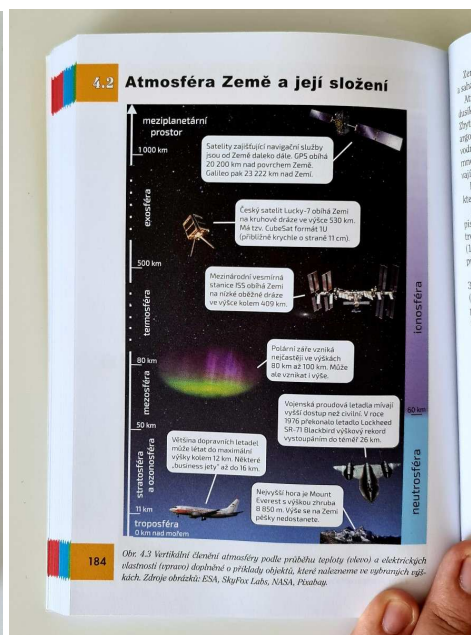 4.2 Atmosféra Země a její složení
meziplanetární
prostor
1 000 km
Satelity zajišťující navigační služby
jsou od Země daleko dále. GPS obíhá
20 200 km nad povrchem Země.
Galileo pak 23 222 km nad Zemí.
exosféra
Český satelit Lucky-7 obíhá Zemi
na kruhové dráze ve výšce 530 km.
Má tzv. CubeSat formát 1U
(přibližně krychle o straně 11 cm).
500 km
Mezinárodní vesmírná
stanice ISS obíhá Zemi
na nízké oběžné dráze
ve výšce kolem 409 km.
ionosféra
termosféra
Polární záře vzniká
nejčastěji ve výškách
80 km až 100 km. Může
ale vznikat i výše.
80 km
mezosféra
Vojenská proudová letadla mívají
vyšší dostup než civilní. V roce
1976 překonalo letadlo Lockheed
SR-71 Blackbird výškový rekord
vystoupáním do téměř 26 km.
60 km
50 km
Většina dopravních letadel
může létat do maximální
výšky kolem 12 km. Některé
„business jety" až do 16 km.
stratosféra
a ozonosféra
neutrosféra
Nejvyšší hora je Mount
Everest s výškou zhruba
8 850 m. Výše se na Zemi
pěšky nedostanete.
11 km
troposféra
0 km nad mořem
184
Obr. 4.3 Vertikální členění atmosféry podle průběhu teploty (vlevo) a elektrických
vlastností (vpravo) doplněné o příklady objektů, které nalezneme ve vybraných výš-
kách. Zdroje obrázků: ESA, SkyFox Labs, NASA, Pixabay.